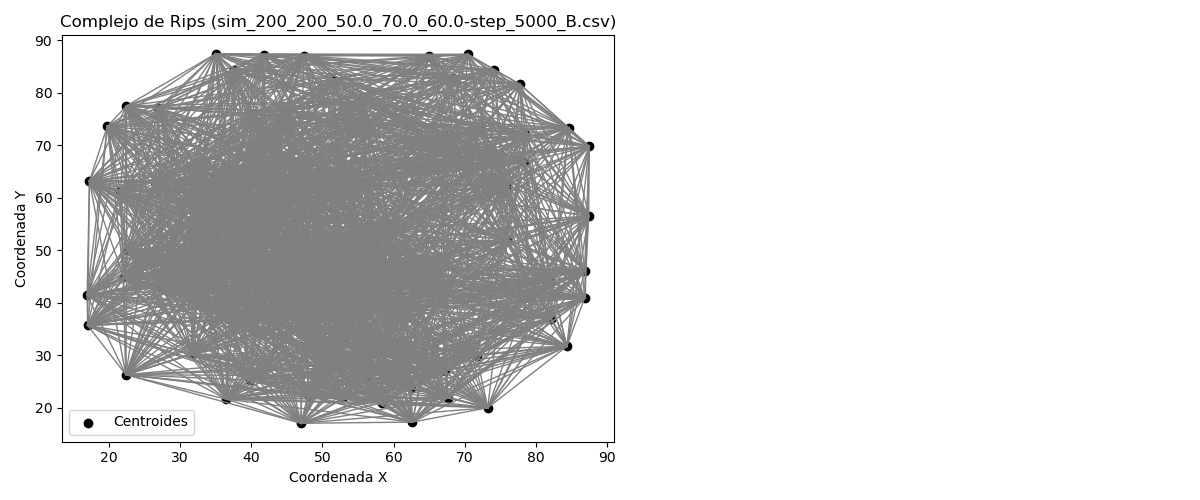 Complejo de Rips (sim_200_200_50.0_70.0_60.0-step_5000_B.csv)
90
80
70
60
50
40
30
20
Coordenada Y
Centroides
20 30 40 50 60 70 80 90
Coordenada X